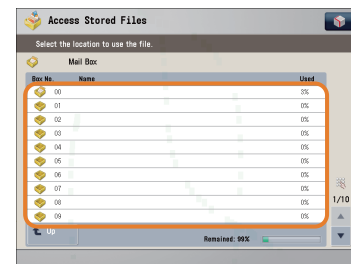 Access Stored Files
Select the location to use the file.
Mail Box
Box No. Name Used
00 3%
01 0%
02 0%
03 0%
04 0%
05 0%
06 0%
07 0%
08 0%
09 0%
1/10
Up
Remained: 99%